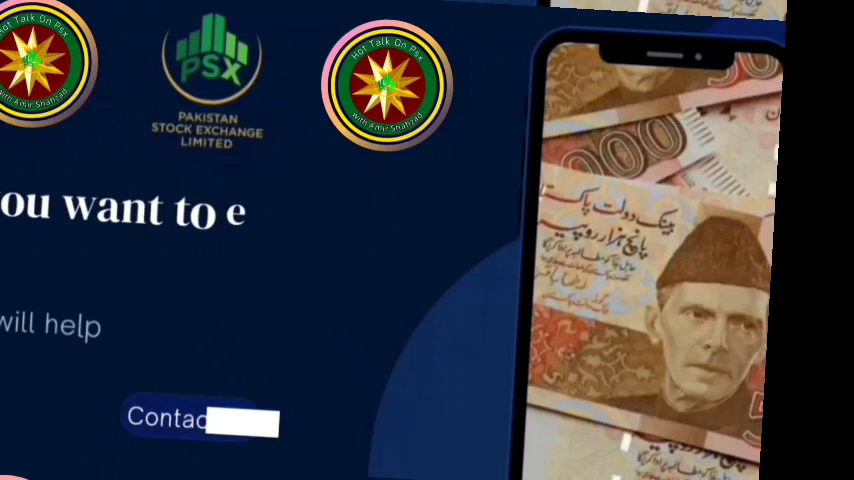 Hot Talk On Psx
with Amir Shahzad
PSX
PAKISTAN
STOCK EXCHANGE
LIMITED
Hot Talk On Psx
with Amir Shahzad
ou want to e
will help
Contac
000
بینک دولت پاکستان
پانچ ہزار روپیہ